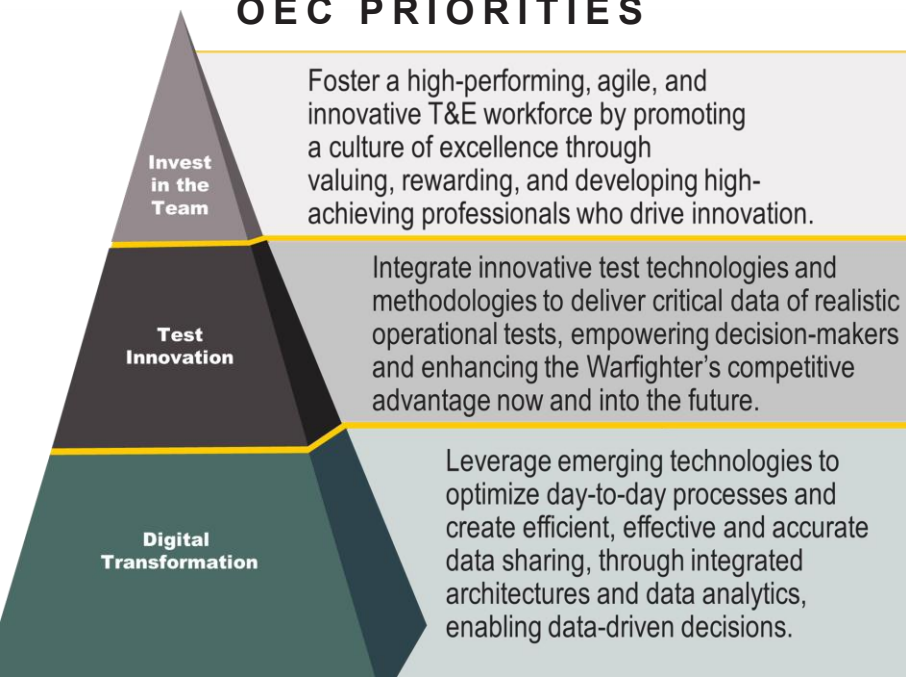 OEC PRIORITIES
Invest
in the
Team
Foster a high-performing, agile, and
innovative T&E workforce by promoting
a culture of excellence through
valuing, rewarding, and developing high-
achieving professionals who drive innovation.
Test
Innovation
Integrate innovative test technologies and
methodologies to deliver critical data of realistic
operational tests, empowering decision-makers
and enhancing the Warfighter's competitive
advantage now and into the future.
Digital
Transformation
Leverage emerging technologies to
optimize day-to-day processes and
create efficient, effective and accurate
data sharing, through integrated
architectures and data analytics,
enabling data-driven decisions.